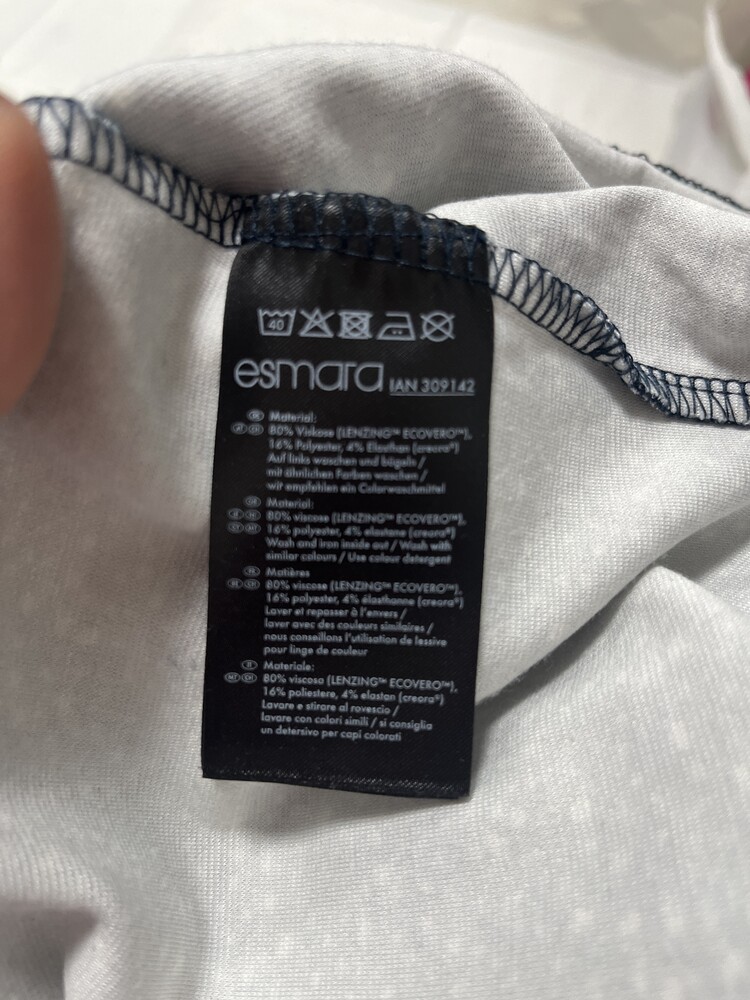 40
esmara IAN 309142
Material:
80% Viskose (LENZING™ ECOVERO™),
16% Polyester, 4% Elasthan (creora®)
Auf links waschen und bügeln /
mit ähnlichen Farben waschen /
wir empfehlen ein Colorwaschmittel
Material:
80% viscose (LENZING™ ECOVERO™),
16% polyester, 4% elastane (creora®)
Wash and iron inside out / Wash with
similar colours / Use colour detergent
Matières
80% viscose (LENZING™ ECOVERO™),
16% polyester, 4% élasthanne (creora®)
Laver et repasser à l'envers /
laver avec des couleurs similaires /
nous conseillons l'utilisation de lessive
pour linge de couleur
Materiale:
80% viscosa (LENZING™ ECOVERO™),
16% poliestere, 4% elastan (creora®)
Lavare e stirare al rovescio /
lavare con colori simili / si consiglia
un detersivo per capi colorati